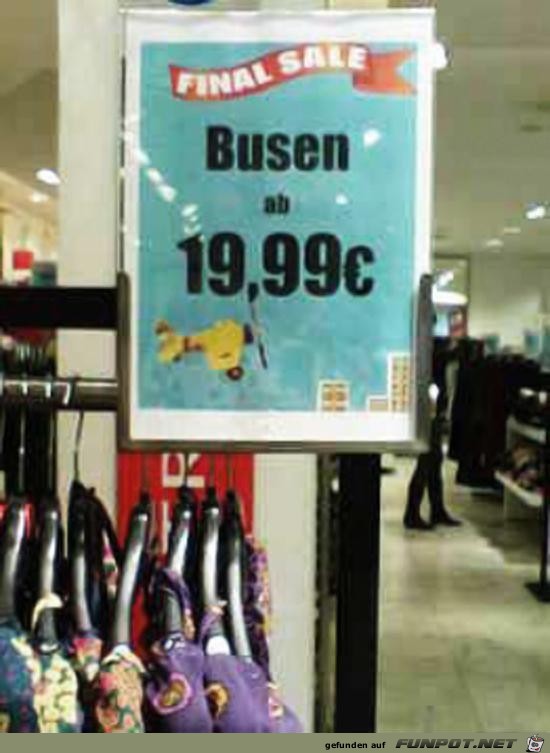 FINAL SALE
Busen
ab
19,99€
gefunden auf FUNPOT.NET